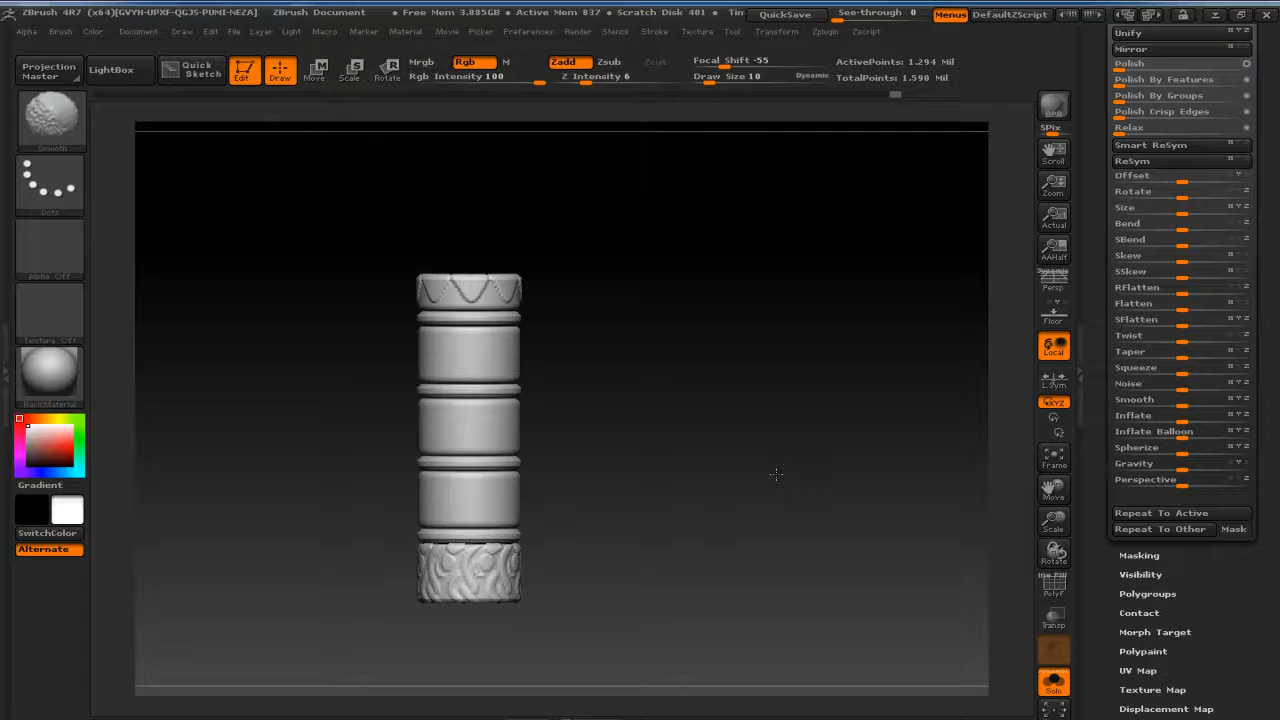 ZBrush 4R7 (x64)[GVYH-UPXF-QGJS-PUMI-NEZA] ZBrush Document • Free Mem 3.885GB • Active Mem 837 • Scratch Disk 401 • Tim QuickSave See-through 0 Menus DefaultZScript
Alpha Brush Color Document Draw Edit File Layer Light Macro Marker Material Movie Picker Preferences Render Stencil Stroke Texture Tool Transform Zplugin Zscript
Projection Master
LightBox
Quick Sketch
Edit Draw Move Scale Rotate
Mrgb Rgb M
Rgb Intensity 100
Zadd Zsub Zcut
Z Intensity 6
Focal Shift -55
Draw Size 10 Dynamic
ActivePoints: 1.294 Mil
TotalPoints: 1.590 Mil
Smooth
Dots
Alpha Off
Texture Off
BasicMaterial
Gradient
SwitchColor
Alternate
BPR
SPix
Scroll
Zoom
Actual
AAHalf
Dynamic
Persp
Floor
Local
L.Sym
XYZ
Frame
Move
Scale
Rotate
Line Fill
PolyF
Transp
Solo
Unify
Mirror
Polish
Polish By Features
Polish By Groups
Polish Crisp Edges
Relax
Smart ReSym
ReSym
Offset
Rotate
Size
Bend
SBend
Skew
SSkew
RFlatten
Flatten
SFlatten
Twist
Taper
Squeeze
Noise
Smooth
Inflate
Inflate Balloon
Spherize
Gravity
Perspective
Repeat To Active
Repeat To Other Mask
Masking
Visibility
Polygroups
Contact
Morph Target
Polypaint
UV Map
Texture Map
Displacement Map